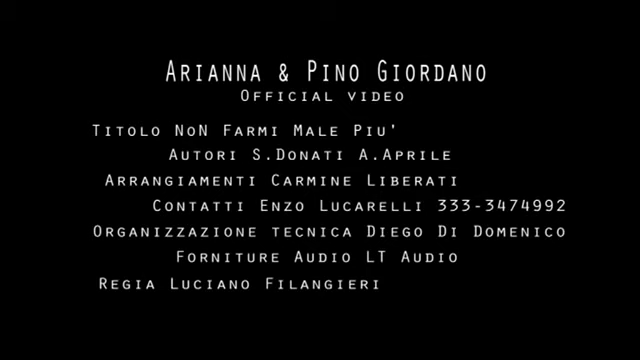 Arianna & Pino Giordano
Official video
Titolo NoN Farmi Male Piu'
Autori S.Donati A.Aprile
Arrangiamenti Carmine Liberati
Contatti Enzo Lucarelli 333-3474992
Organizzazione tecnica Diego Di Domenico
Forniture Audio LT Audio
Regia Luciano Filangieri